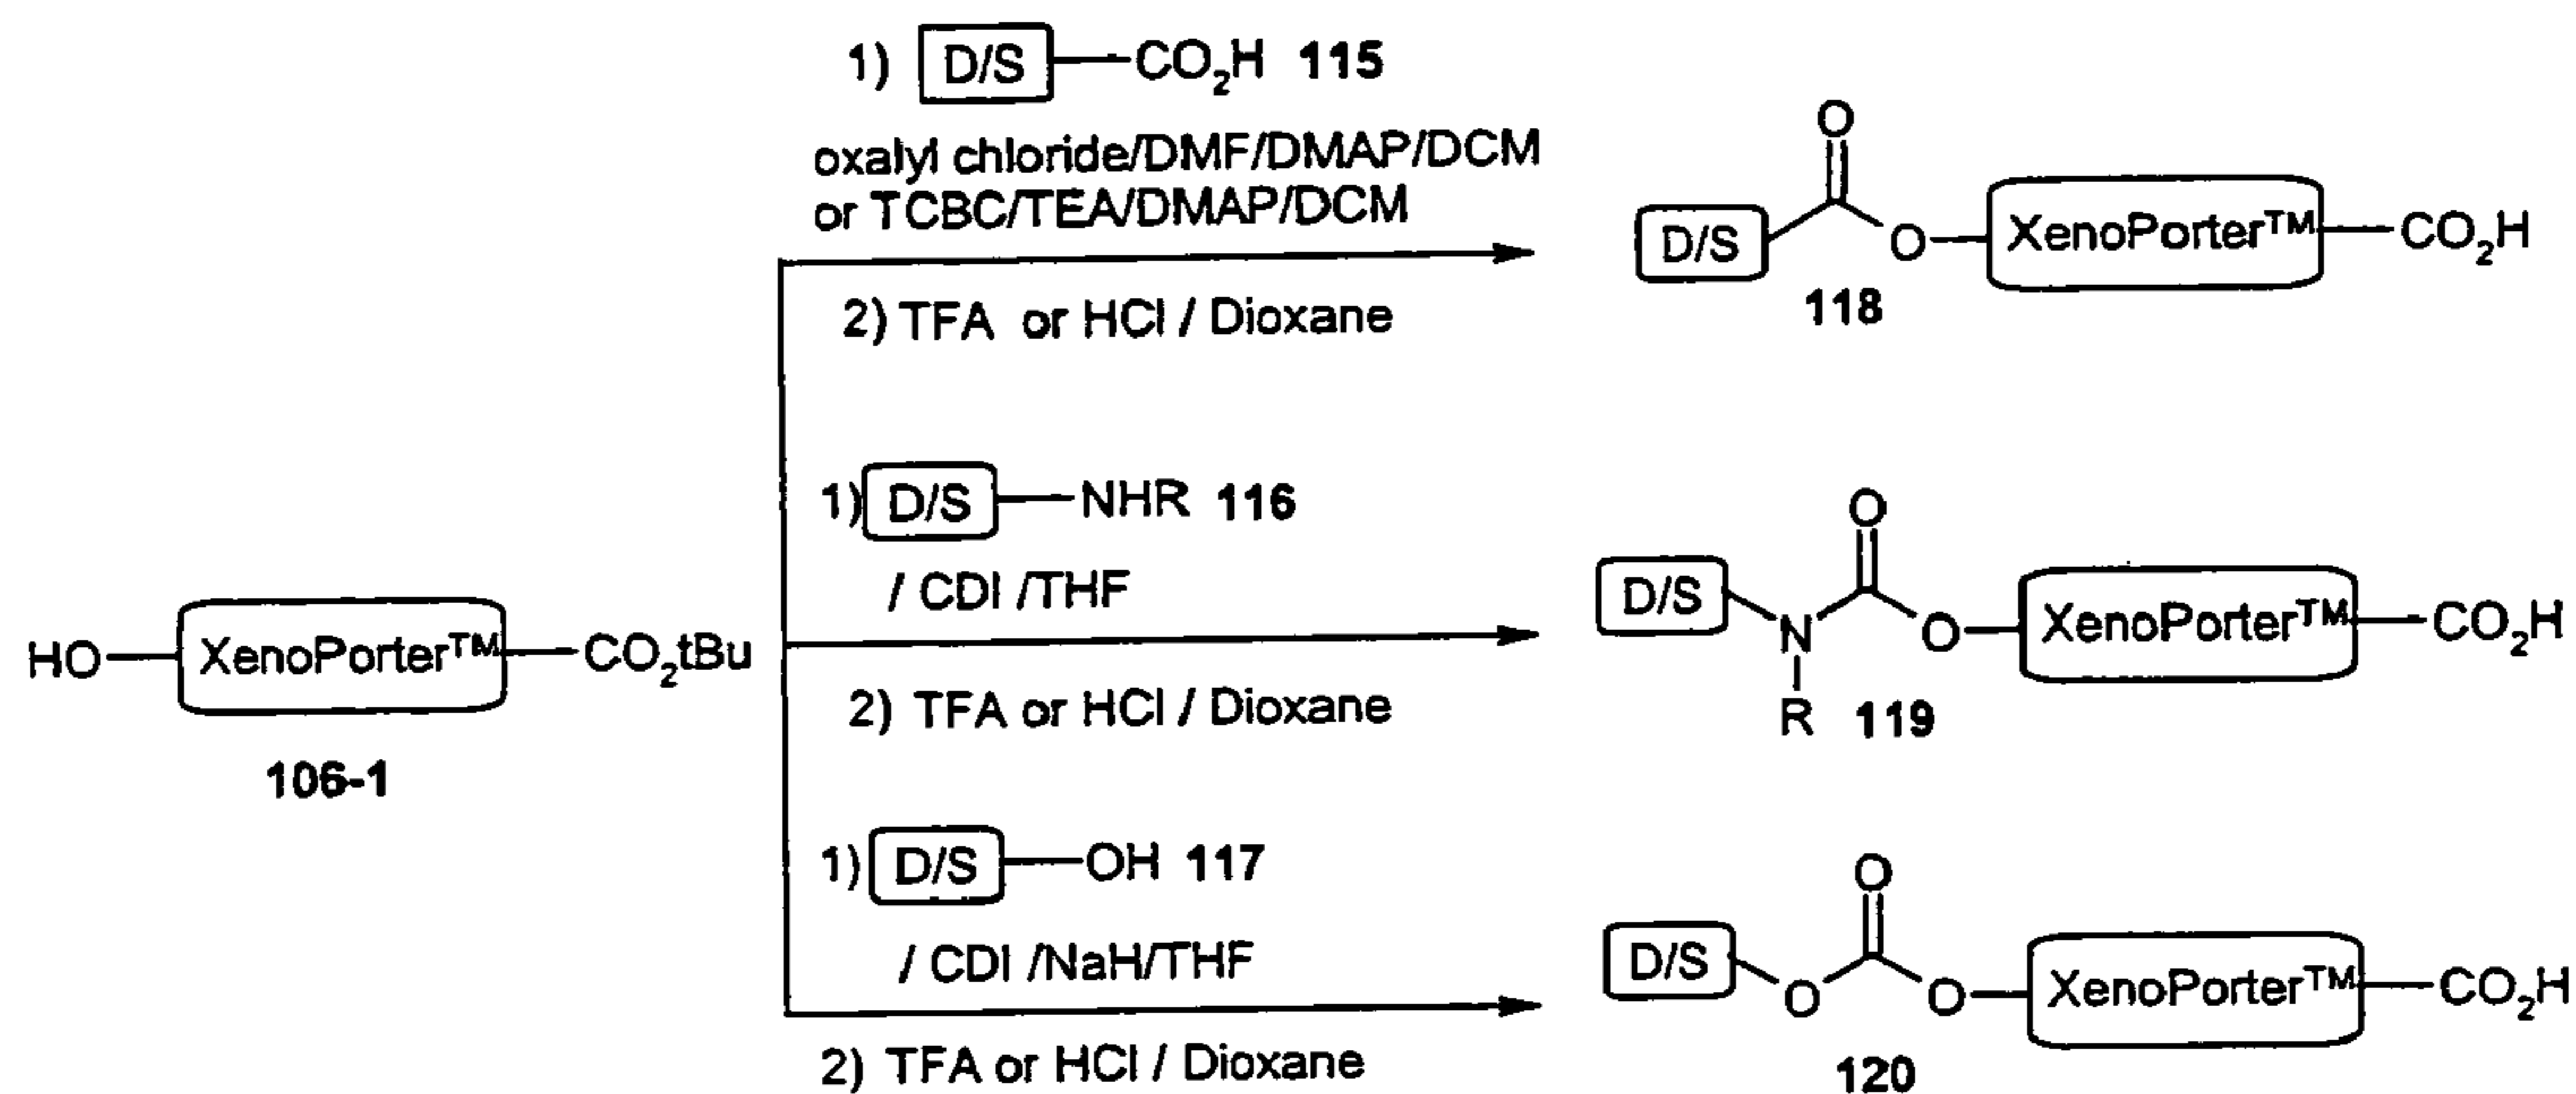 1) D/S CO₂H 115
oxalyl chloride/DMF/DMAP/DCM
or TCBC/TEA/DMAP/DCM
2) TFA or HCl / Dioxane
D/S O O XenoPorter™ CO₂H
118
1) D/S NHR 116
/ CDI /THF
2) TFA or HCl / Dioxane
D/S N R O O XenoPorter™ CO₂H
119
HO XenoPorter™ CO₂tBu
106-1
1) D/S OH 117
/ CDI /NaH/THF
2) TFA or HCl / Dioxane
D/S O O O XenoPorter™ CO₂H
120